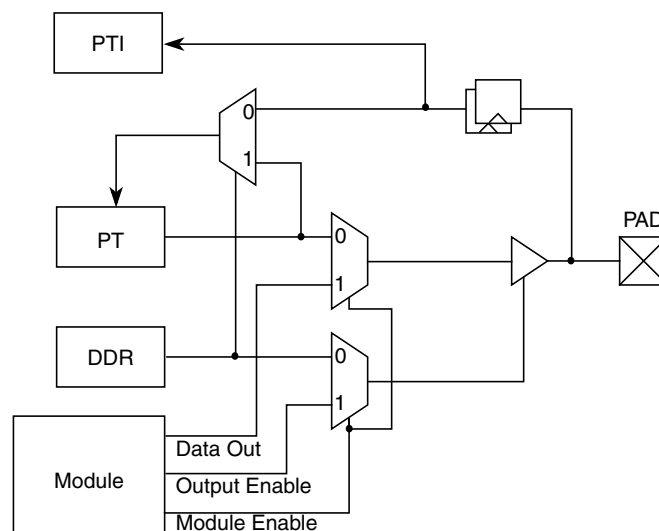 PTI
0
1
PT
0
PAD
1
DDR
0
1
Data Out
Module
Output Enable
Module Enable